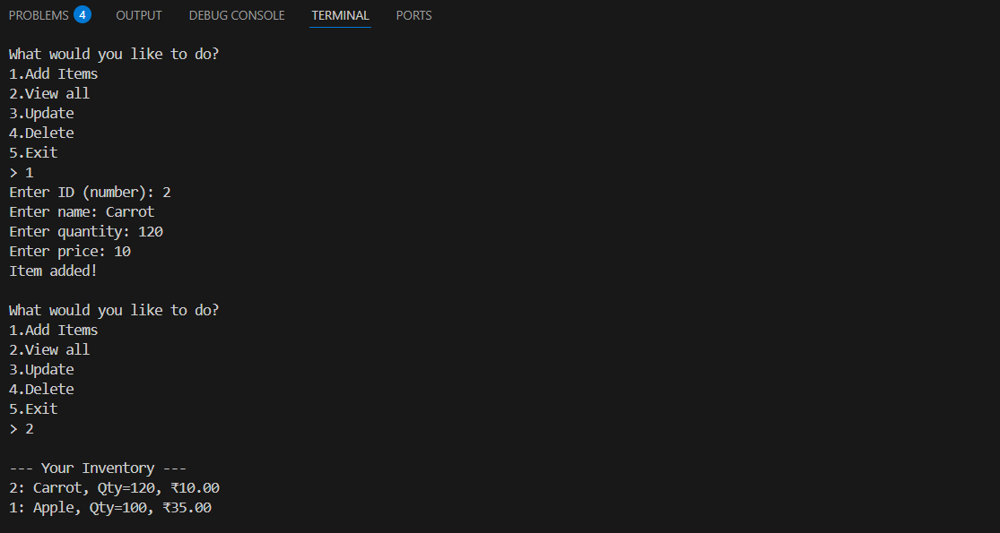 PROBLEMS 4 OUTPUT DEBUG CONSOLE TERMINAL PORTS
What would you like to do?
1.Add Items
2.View all
3.Update
4.Delete
5.Exit
> 1
Enter ID (number): 2
Enter name: Carrot
Enter quantity: 120
Enter price: 10
Item added!
What would you like to do?
1.Add Items
2.View all
3.Update
4.Delete
5.Exit
> 2
--- Your Inventory ---
2: Carrot, Qty=120, ₹10.00
1: Apple, Qty=100, ₹35.00